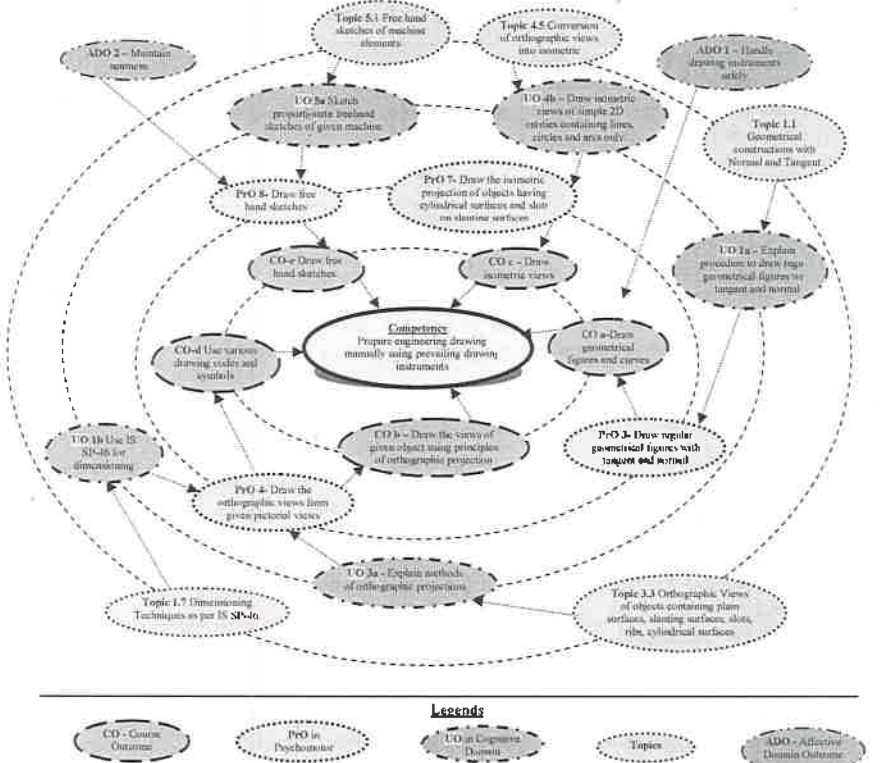 Topic 5.1 Free hand
sketches of machine
elements
Topic 4.5 Conversion
of orthographic views
into isometric
ADO 2 – Maintain
neatness
ADO 1 – Handle
drawing instruments
safely
UO 5a Sketch
proportionate freehand
sketches of given machine
UO 4b – Draw isometric
views of simple 2D
entities containing lines,
circles and arcs only.
Topic 1.1
Geometrical
constructions with
Normal and Tangent
PrO 8- Draw free
hand sketches
PrO 7- Draw the isometric
projection of objects having
cylindrical surfaces and slots
on slanting surfaces
UO 1a – Explain
procedure to draw regu
geometrical figures wi
tangent and normal
CO-e Draw free
hand sketches
CO c – Draw
isometric views
Competency
Prepare engineering drawing
manually using prevailing drawing
instruments
CO-d Use various
drawing codes and
symbols
CO a-Draw
geometrical
figures and curves
UO 1b Use IS
SP-46 for
dimensioning
CO b – Draw the views of
given object using principles
of orthographic projection
PrO 3- Draw regular
geometrical figures with
tangent and normal
PrO 4- Draw the
orthographic views from
given pictorial views
UO 3a - Explain methods
of orthographic projections
Topic 1.7 Dimensioning
Techniques as per IS SP-46
Topic 3.3 Orthographic Views
of objects containing plain
surfaces, slanting surfaces, slots,
ribs, cylindrical surfaces
Legends
CO - Course
Outcome
PrO in
Psychomotor
UO in Cognitive
Domain
Topics
ADO - Affective
Domain Outcome